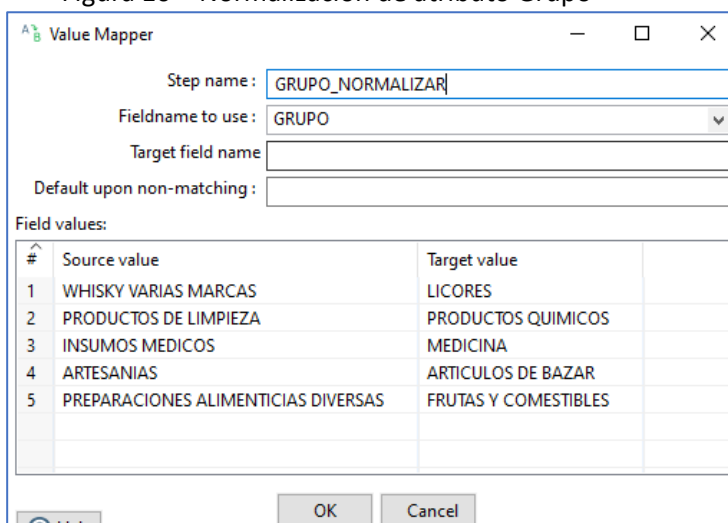 Value Mapper
Step name :
GRUPO_NORMALIZAR
Fieldname to use :
GRUPO
Target field name
Default upon non-matching :
Field values:
# Source value Target value
1 WHISKY VARIAS MARCAS LICORES
2 PRODUCTOS DE LIMPIEZA PRODUCTOS QUIMICOS
3 INSUMOS MEDICOS MEDICINA
4 ARTESANIAS ARTICULOS DE BAZAR
5 PREPARACIONES ALIMENTICIAS DIVERSAS FRUTAS Y COMESTIBLES
OK Cancel